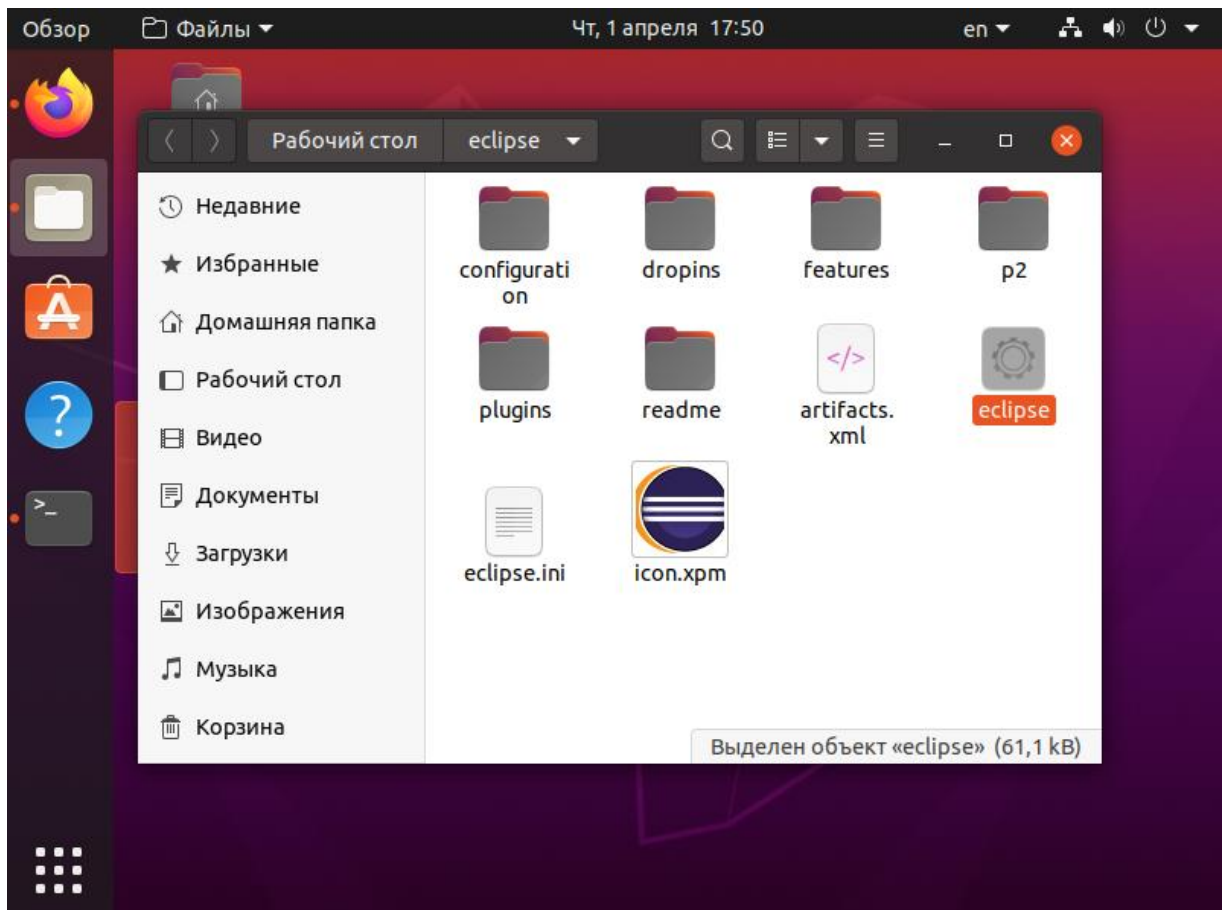 Обзор
Файлы
Чт, 1 апреля 17:50
en
Рабочий стол
eclipse
Недавние
Избранные
Домашняя папка
Рабочий стол
Видео
Документы
Загрузки
Изображения
Музыка
Корзина
configurati
on
dropins
features
p2
plugins
readme
</>
artifacts.
xml
eclipse
eclipse.ini
icon.xpm
Выделен объект «eclipse» (61,1 kB)
?
>_